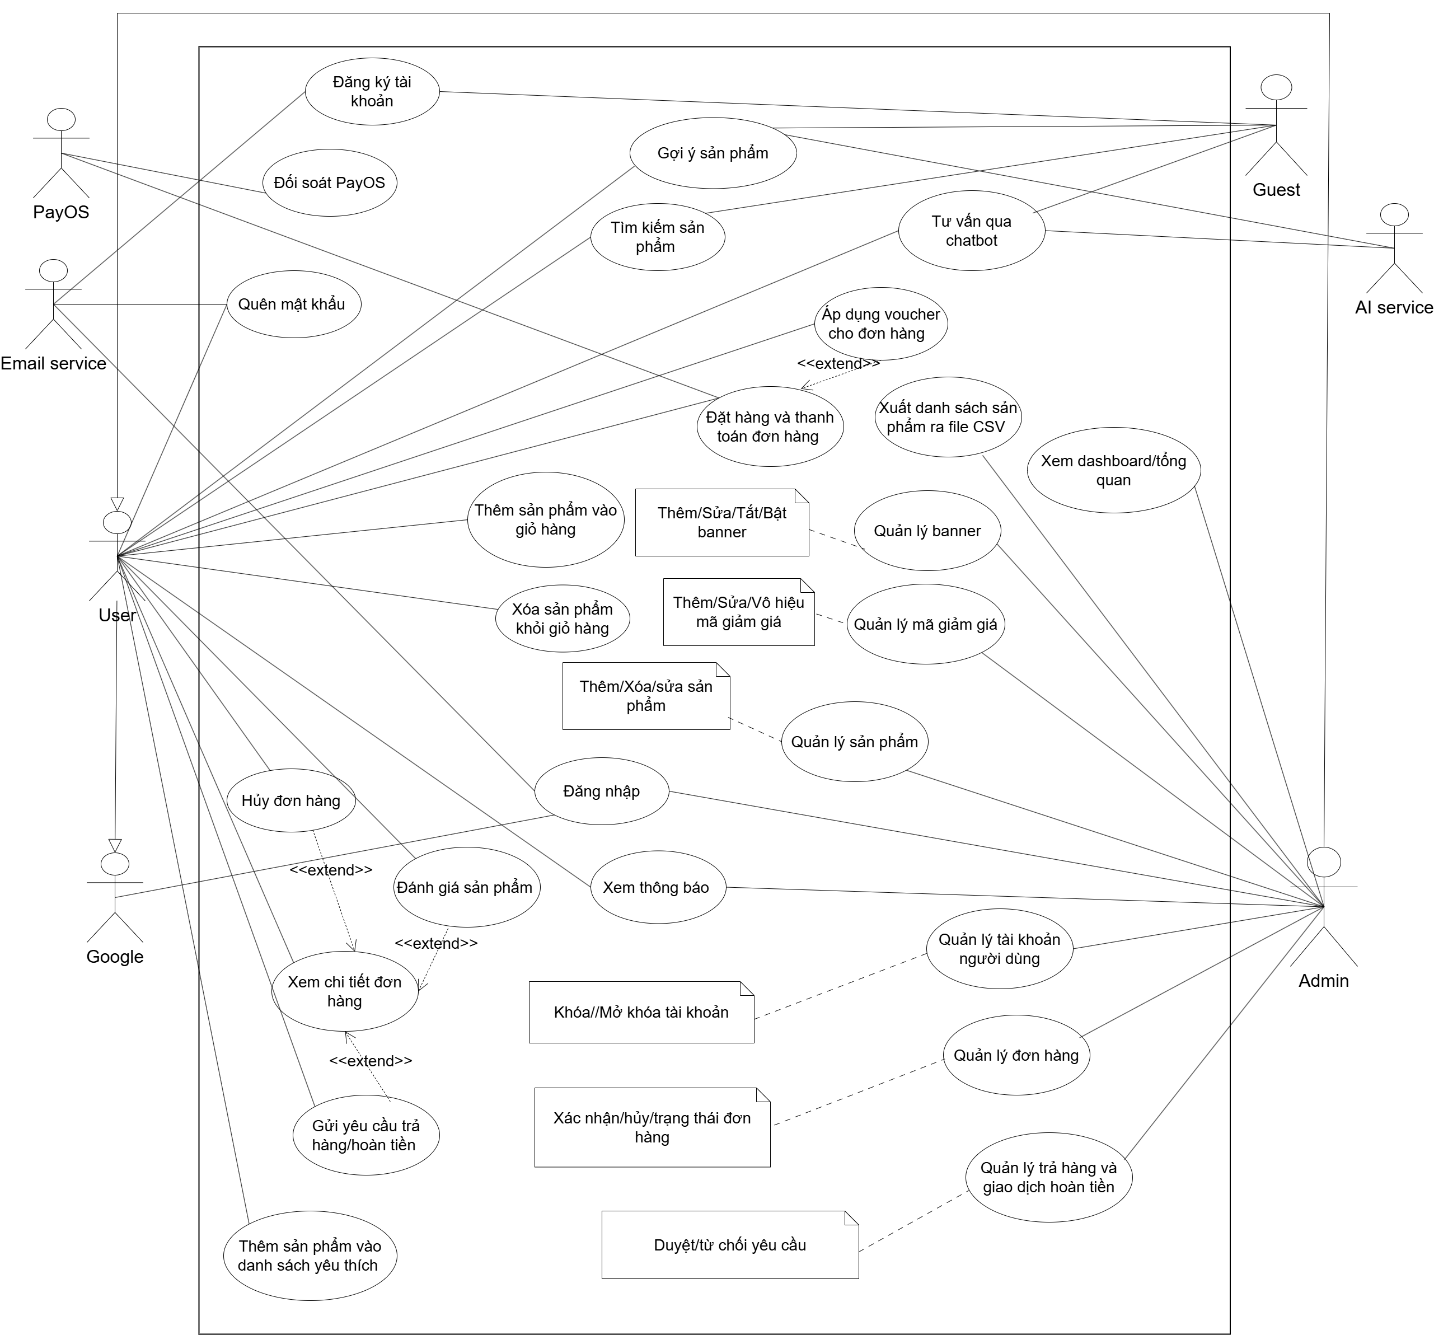 Đăng ký tài
khoản
PayOS
Đối soát PayOS
Gợi ý sản phẩm
Guest
Tìm kiếm sản
phẩm
Tư vấn qua
chatbot
AI service
Email service
Quên mật khẩu
Áp dụng voucher
cho đơn hàng
<<extend>>
Đặt hàng và thanh
toán đơn hàng
Xuất danh sách sản
phẩm ra file CSV
Xem dashboard/tổng
quan
Thêm sản phẩm vào
giỏ hàng
Thêm/Sửa/Tắt/Bật
banner
Quản lý banner
User
Xóa sản phẩm
khỏi giỏ hàng
Thêm/Sửa/Vô hiệu
mã giảm giá
Quản lý mã giảm giá
Thêm/Xóa/sửa sản
phẩm
Quản lý sản phẩm
Hủy đơn hàng
Đăng nhập
<<extend>>
Đánh giá sản phẩm
Xem thông báo
Google
<<extend>>
Quản lý tài khoản
người dùng
Admin
Xem chi tiết đơn
hàng
Khóa//Mở khóa tài khoản
<<extend>>
Quản lý đơn hàng
Gửi yêu cầu trả
hàng/hoàn tiền
Xác nhận/hủy/trạng thái đơn
hàng
Quản lý trả hàng và
giao dịch hoàn tiền
Thêm sản phẩm vào
danh sách yêu thích
Duyệt/từ chối yêu cầu